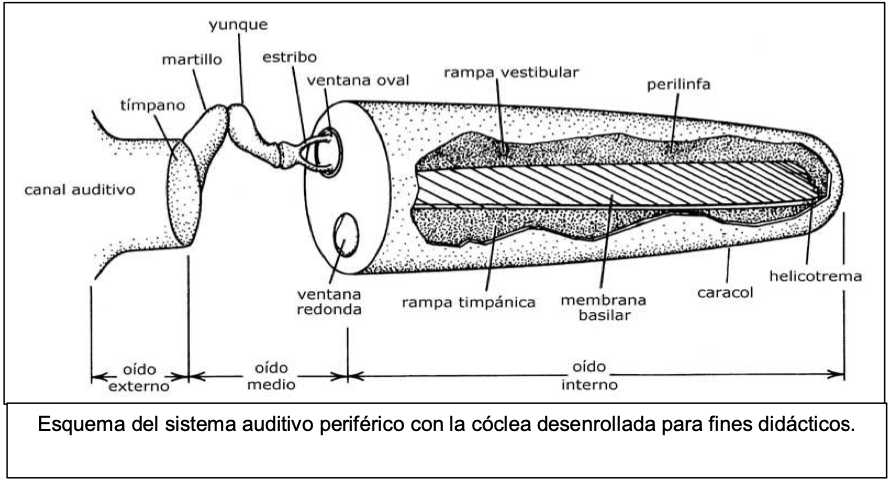 yunque
martillo
estribo
ventana oval
rampa vestibular
perilinfa
tímpano
canal auditivo
ventana
redonda
rampa timpánica
membrana
basilar
caracol
helicotrema
oído
externo
oído
medio
oído
interno
Esquema del sistema auditivo periférico con la cóclea desenrollada para fines didácticos.